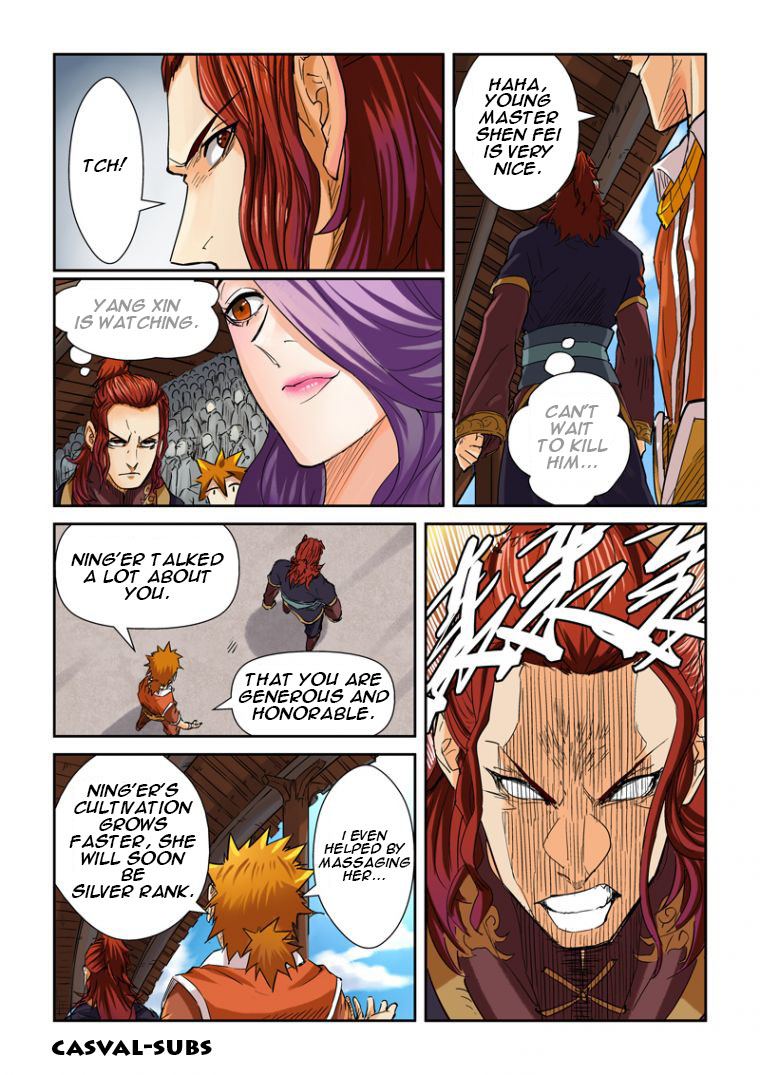 TCH!
HAHA,
YOUNG
MASTER
SHEN FEI
IS VERY
NICE.
YANG XIN
IS WATCHING.
CAN'T
WAIT
TO KILL
HIM...
NING'ER TALKED
A LOT ABOUT
YOU.
THAT YOU ARE
GENEROUS AND
HONORABLE.
NING'ER'S
CULTIVATION
GROWS
FASTER, SHE
WILL SOON
BE
SILVER RANK.
I EVEN
HELPED BY
MASSAGING
HER...
CASVAL-SUBS